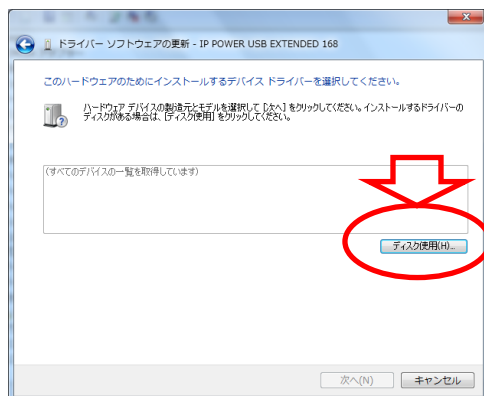 ドライバー ソフトウェアの更新 - IP POWER USB EXTENDED 168
このハードウェアのためにインストールするデバイス ドライバーを選択してください。
ハードウェア デバイスの製造元とモデルを選択して [次へ] をクリックしてください。インストールするドライバーの
ディスクがある場合は、[ディスク使用] をクリックしてください。
(すべてのデバイスの一覧を取得しています)
ディスク使用(H)...
次へ(N)
キャンセル